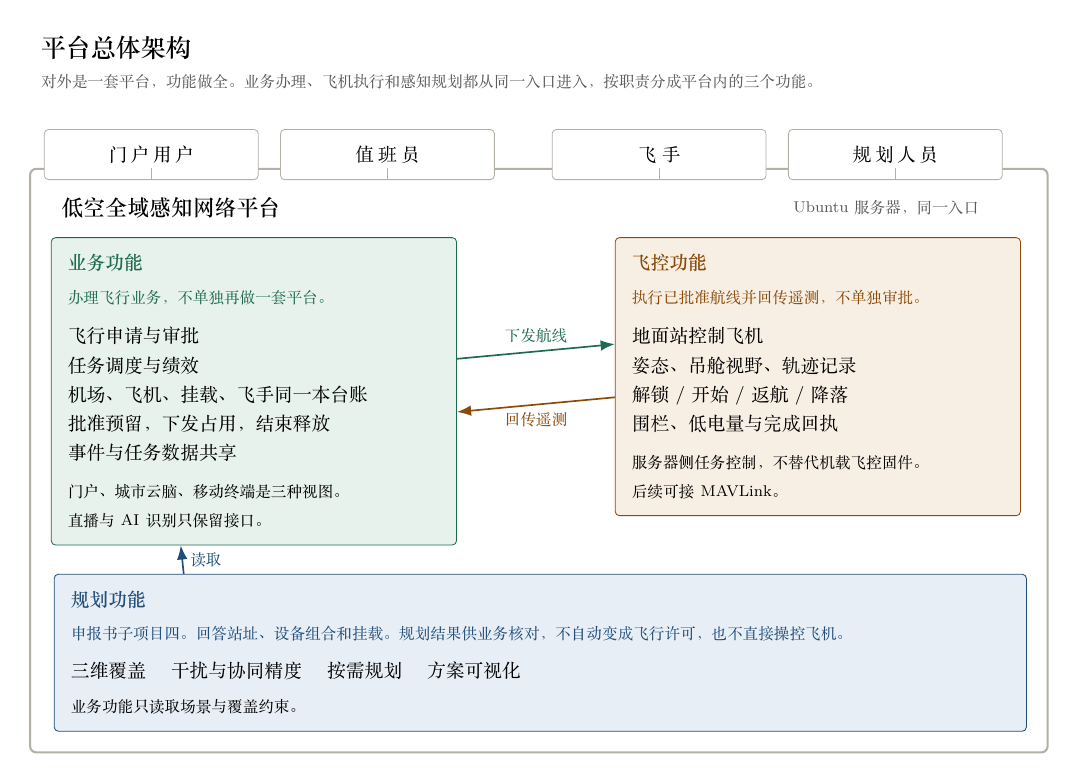 平台总体架构
对外是一套平台，功能做全。业务办理、飞机执行和感知规划都从同一入口进入，按职责分成平台内的三个功能。
门户用户
值班员
飞手
规划人员
低空全域感知网络平台
Ubuntu 服务器，同一入口
业务功能
办理飞行业务，不单独再做一套平台。
飞行申请与审批
任务调度与绩效
机场、飞机、挂载、飞手同一本台账
批准预留，下发占用，结束释放
事件与任务数据共享
门户、城市云脑、移动终端是三种视图。
直播与 AI 识别只保留接口。
下发航线
回传遥测
飞控功能
执行已批准航线并回传遥测，不单独审批。
地面站控制飞机
姿态、吊舱视野、轨迹记录
解锁 / 开始 / 返航 / 降落
围栏、低电量与完成回执
服务器侧任务控制，不替代机载飞控固件。
后续可接 MAVLink。
读取
规划功能
申报书子项目四。回答站址、设备组合和挂载。规划结果供业务核对，不自动变成飞行许可，也不直接操控飞机。
三维覆盖 干扰与协同精度 按需规划 方案可视化
业务功能只读取场景与覆盖约束。